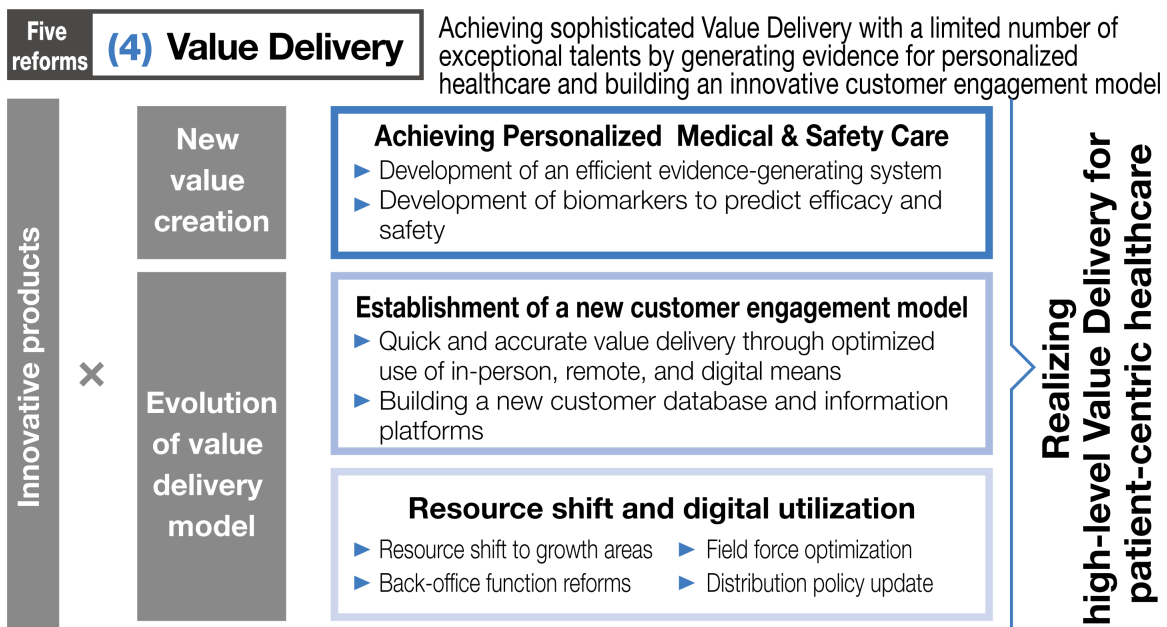 Five
reforms
(4) Value Delivery
Achieving sophisticated Value Delivery with a limited number of
exceptional talents by generating evidence for personalized
healthcare and building an innovative customer engagement model
Innovative products
×
New
value
creation
Achieving Personalized Medical & Safety Care
► Development of an efficient evidence-generating system
► Development of biomarkers to predict efficacy and
safety
Evolution
of value
delivery
model
Establishment of a new customer engagement model
► Quick and accurate value delivery through optimized
use of in-person, remote, and digital means
► Building a new customer database and information
platforms
Resource shift and digital utilization
► Resource shift to growth areas
► Field force optimization
► Back-office function reforms
► Distribution policy update
Realizing
high-level Value Delivery for
patient-centric healthcare